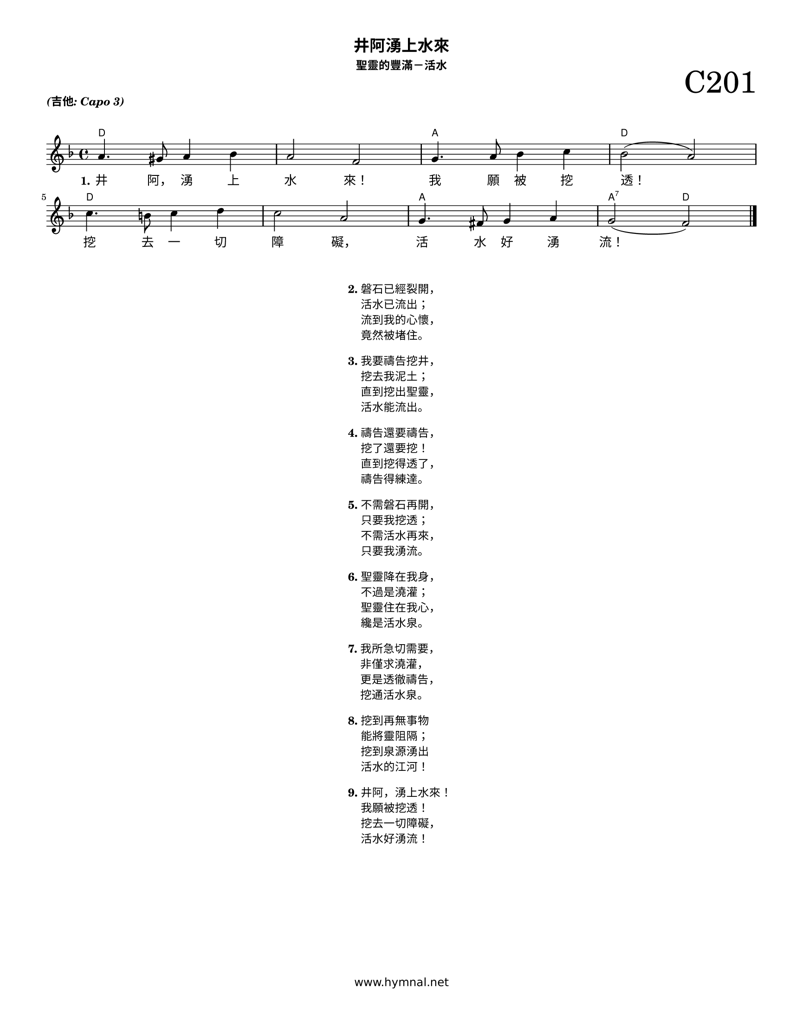 井阿湧上水來
聖靈的豐滿－活水
C201
(吉他: Capo 3)
D A D
1. 井 阿， 湧 上 水 來！ 我 願 被 挖 透！
5 D A A7 D
挖 去 一 切 障 礙， 活 水 好 湧 流！
2. 磐石已經裂開，
活水已流出；
流到我的心懷，
竟然被堵住。
3. 我要禱告挖井，
挖去我泥土；
直到挖出聖靈，
活水能流出。
4. 禱告還要禱告，
挖了還要挖！
直到挖得透了，
禱告得練達。
5. 不需磐石再開，
只要我挖透；
不需活水再來，
只要我湧流。
6. 聖靈降在我身，
不過是澆灌；
聖靈住在我心，
纔是活水泉。
7. 我所急切需要，
非僅求澆灌，
更是透徹禱告，
挖通活水泉。
8. 挖到再無事物
能將靈阻隔；
挖到泉源湧出
活水的江河！
9. 井阿，湧上水來！
我願被挖透！
挖去一切障礙，
活水好湧流！
www.hymnal.net